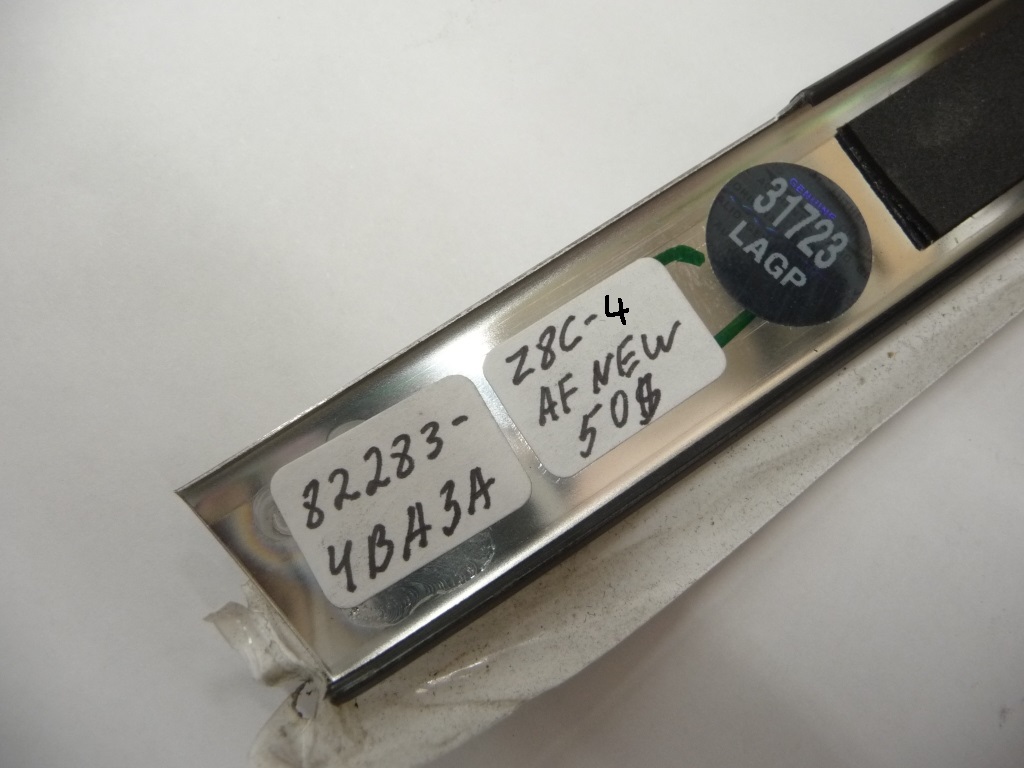 82283-
4BA3A
Z8C-4
AF NEW
50$
GENUINE
31723
LAGP